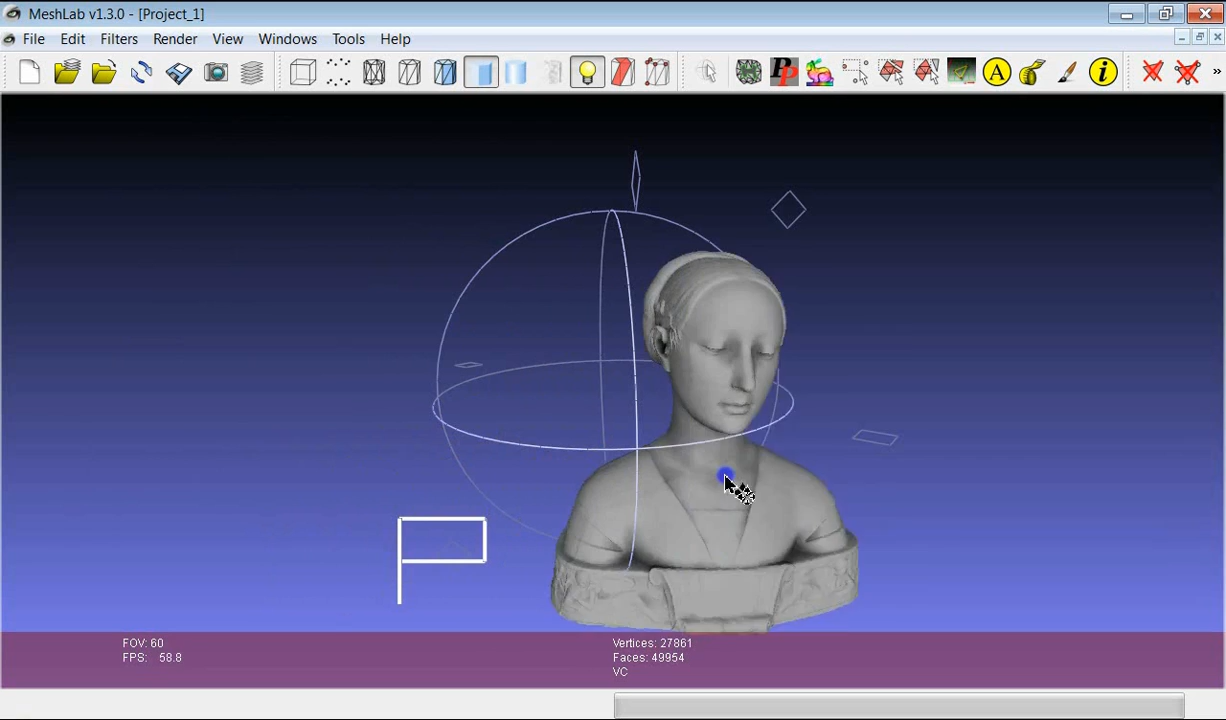 MeshLab v1.3.0 - [Project_1]
File Edit Filters Render View Windows Tools Help
PP A i »
P
FOV: 60
FPS: 58.8
Vertices: 27861
Faces: 49954
VC